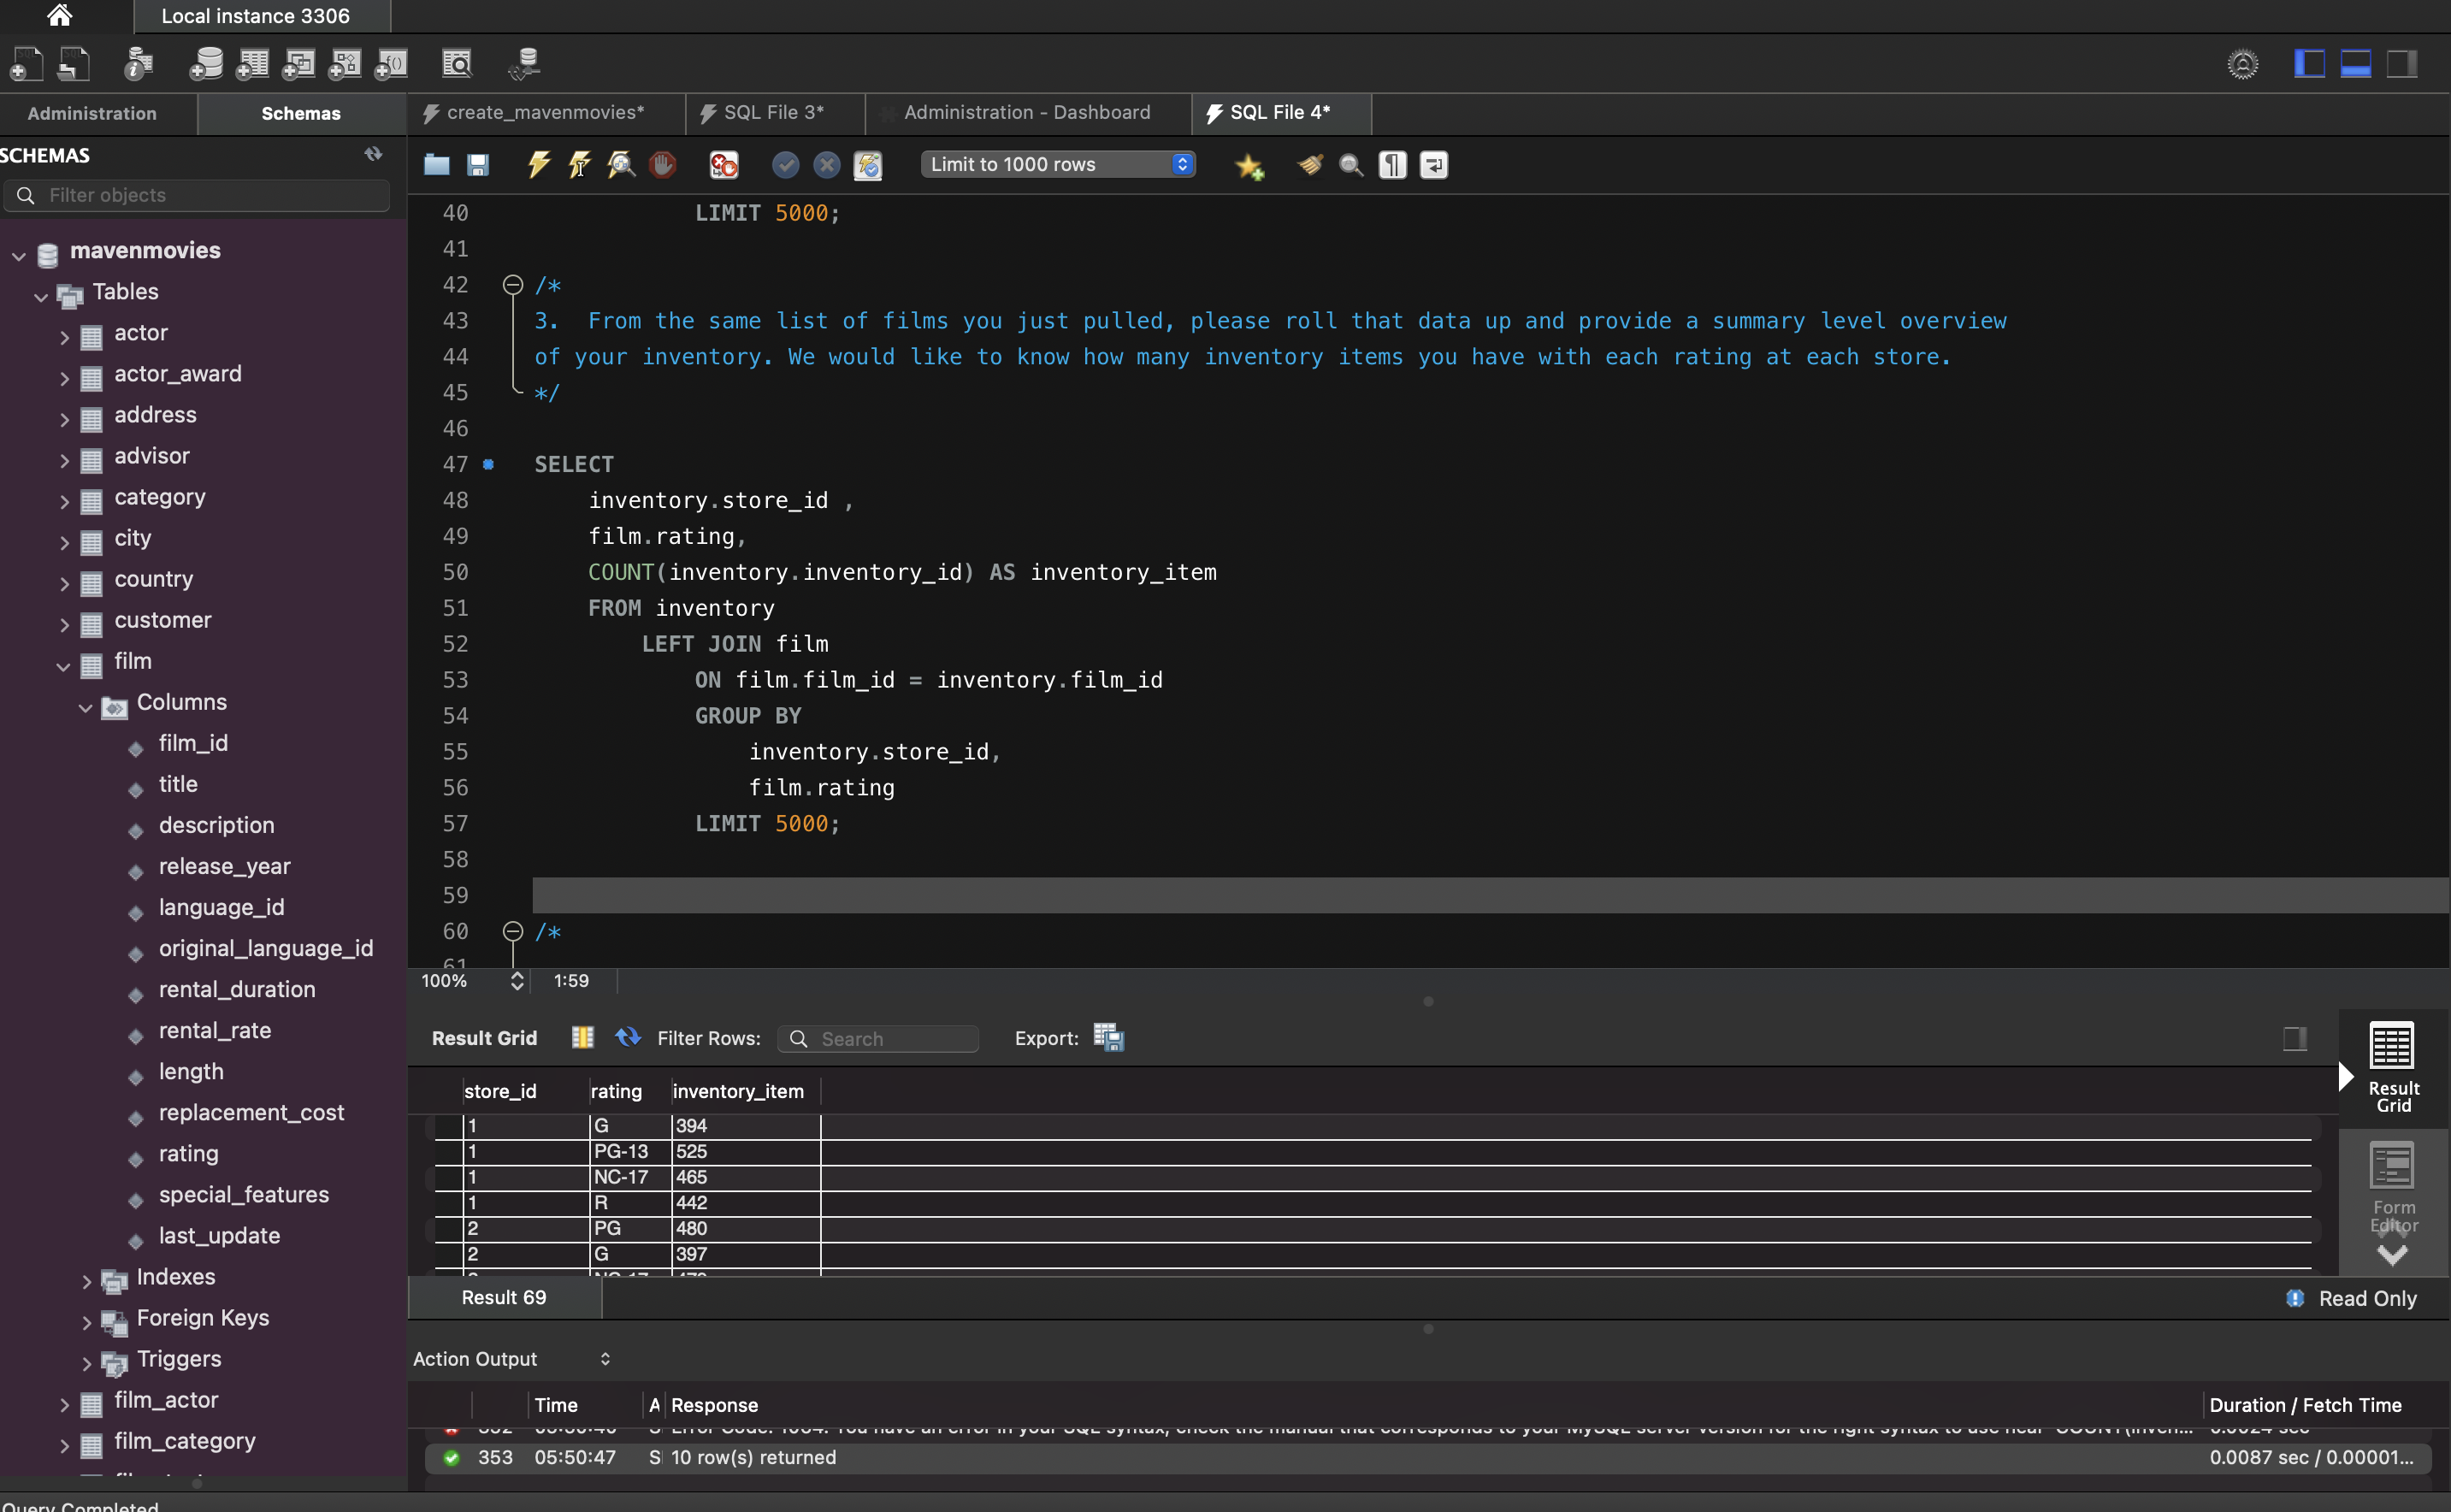 Local instance 3306
Administration
Schemas
create_mavenmovies*
SQL File 3*
Administration - Dashboard
SQL File 4*
SCHEMAS
Filter objects
Limit to 1000 rows
mavenmovies
Tables
actor
actor_award
address
advisor
category
city
country
customer
film
Columns
film_id
title
description
release_year
language_id
original_language_id
rental_duration
rental_rate
length
replacement_cost
rating
special_features
last_update
Indexes
Foreign Keys
Triggers
film_actor
film_category
40 LIMIT 5000;
41
42 /*
43 3.  From the same list of films you just pulled, please roll that data up and provide a summary level overview
44 of your inventory. We would like to know how many inventory items you have with each rating at each store.
45 */
46
47 SELECT
48 inventory.store_id ,
49 film.rating,
50 COUNT(inventory.inventory_id) AS inventory_item
51 FROM inventory
52 LEFT JOIN film
53 ON film.film_id = inventory.film_id
54 GROUP BY
55 inventory.store_id,
56 film.rating
57 LIMIT 5000;
58
59
60 /*
61
100% 1:59
Result Grid Filter Rows: Search Export:
store_id rating inventory_item
1 G 394
1 PG-13 525
1 NC-17 465
1 R 442
2 PG 480
2 G 397
Result Grid
Form Editor
Result 69
Read Only
Action Output
Time A Response Duration / Fetch Time
353 05:50:47 S 10 row(s) returned 0.0087 sec / 0.00001...
Query Completed